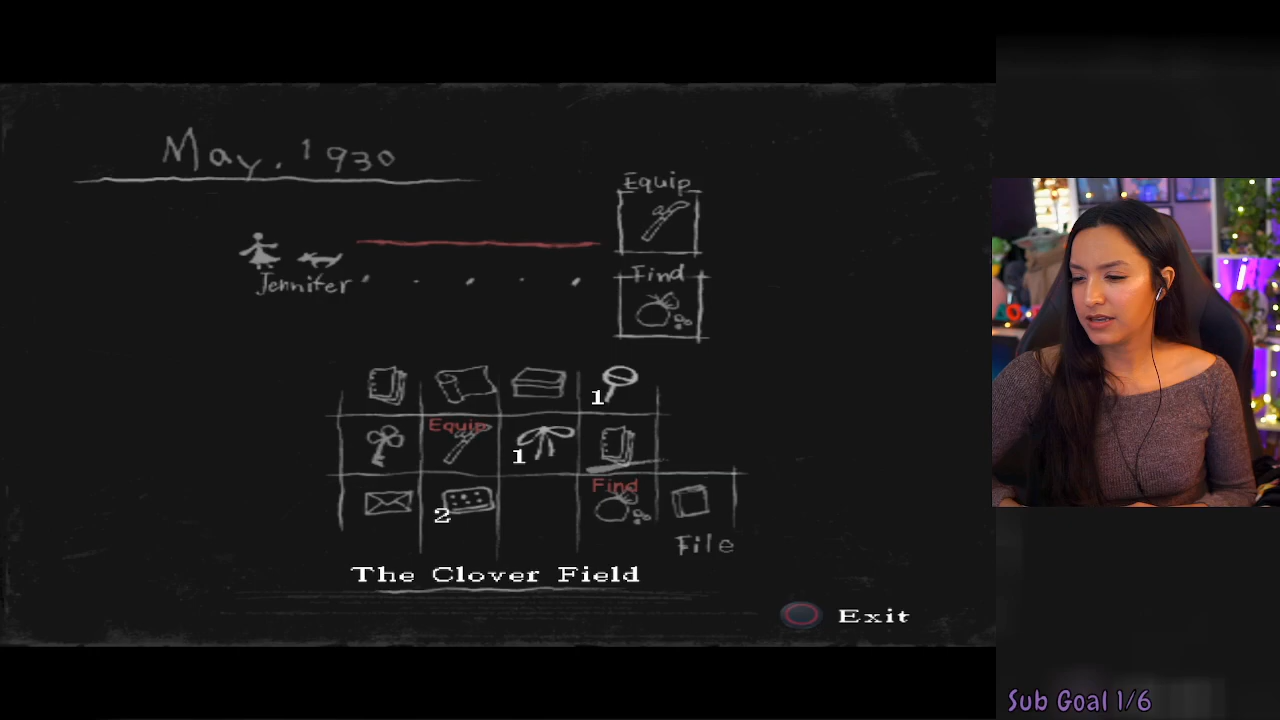 May. 1930
Equip
Jennifer
Find
1
Equip
1
Find
2
File
The Clover Field
Exit
Sub Goal 1/6